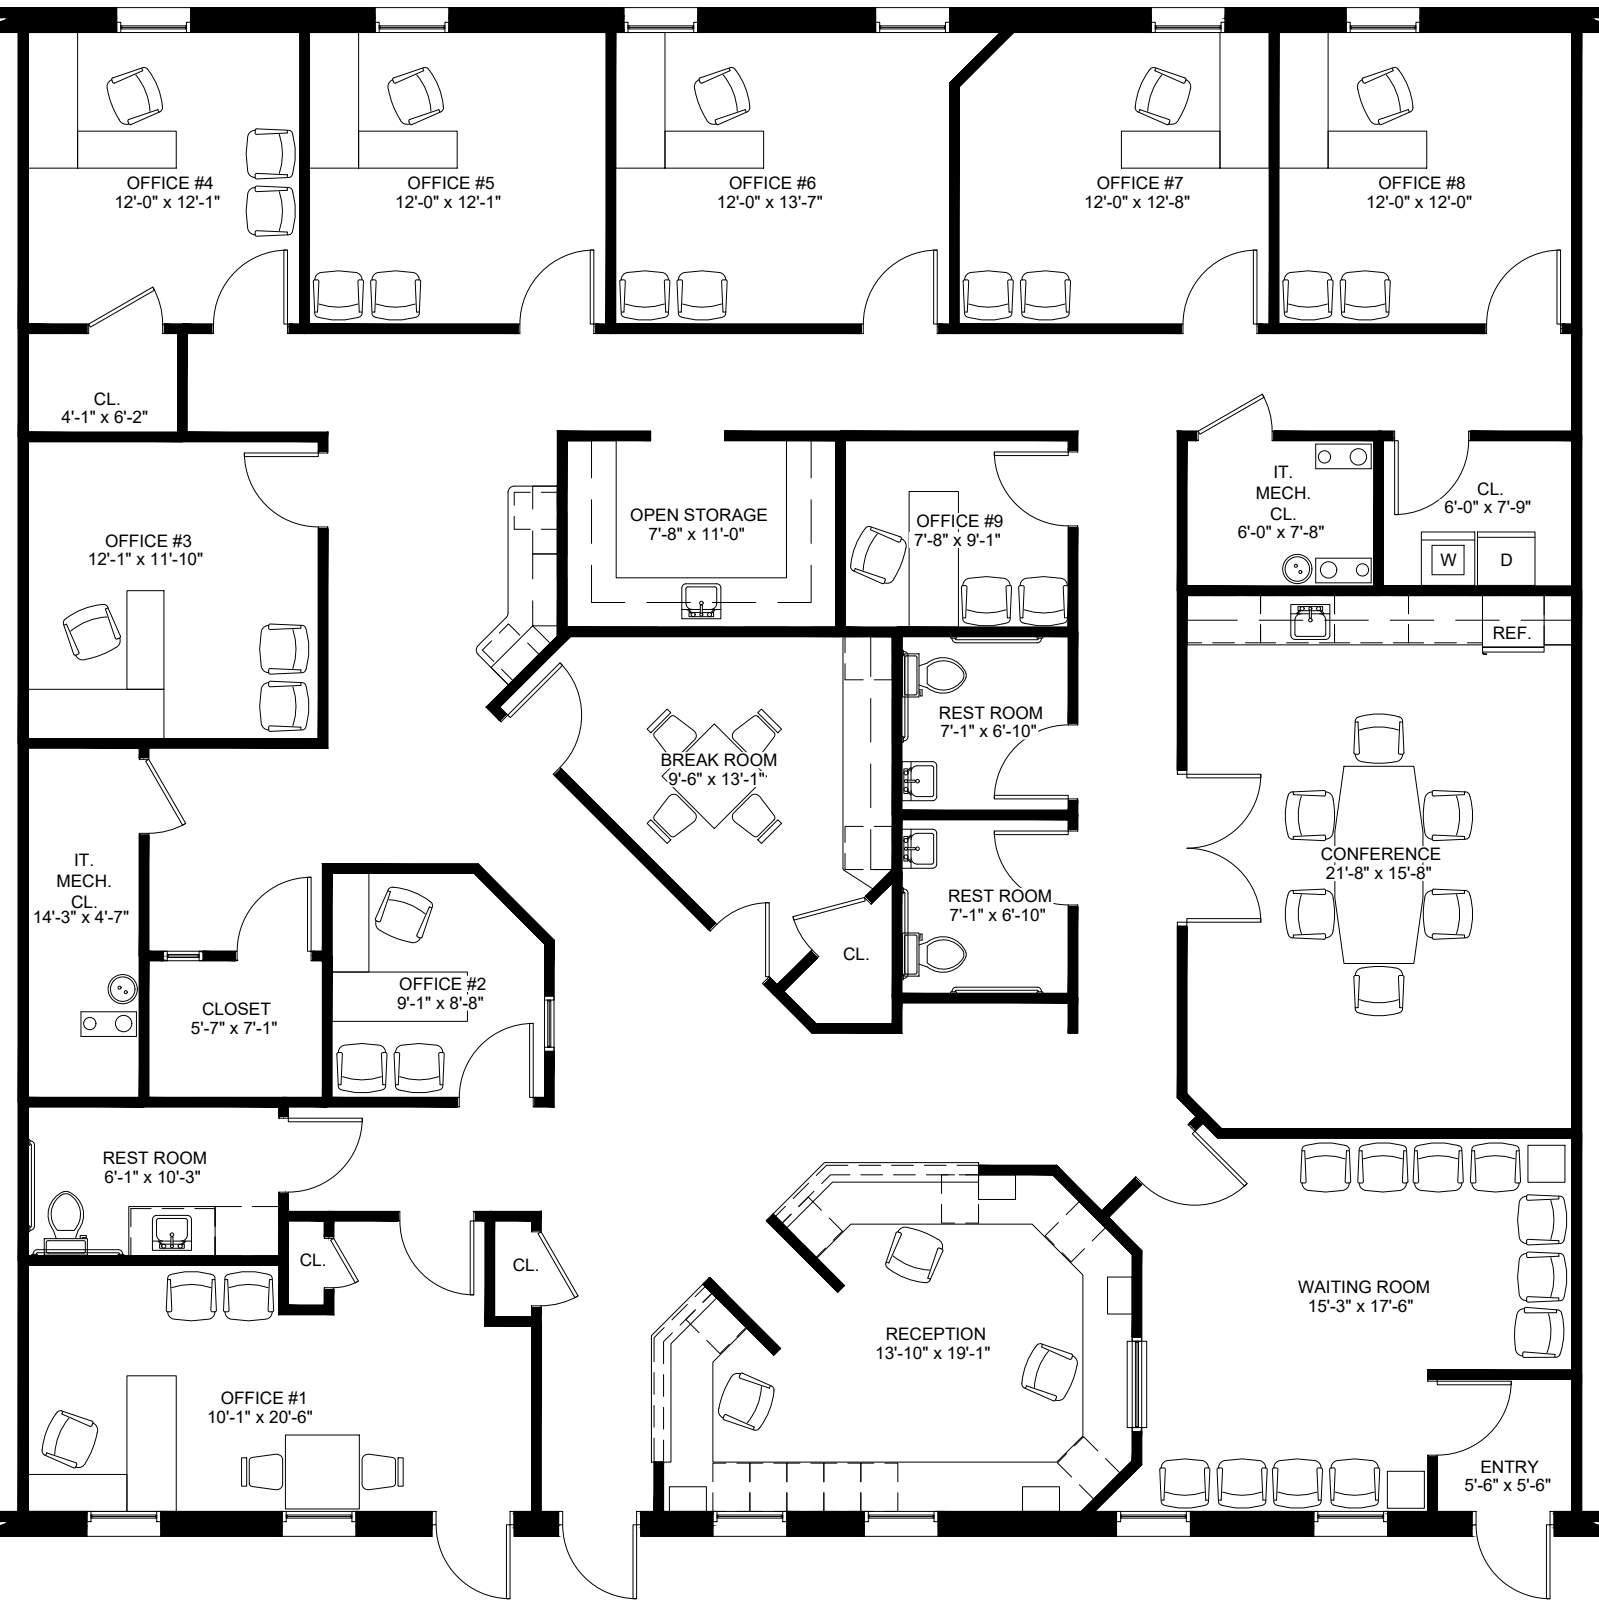 OFFICE #4
12'-0" x 12'-1"
OFFICE #5
12'-0" x 12'-1"
OFFICE #6
12'-0" x 13'-7"
OFFICE #7
12'-0" x 12'-8"
OFFICE #8
12'-0" x 12'-0"
CL.
4'-1" x 6'-2"
OFFICE #3
12'-1" x 11'-10"
OPEN STORAGE
7'-8" x 11'-0"
OFFICE #9
7'-8" x 9'-1"
IT.
MECH.
CL.
6'-0" x 7'-8"
CL.
6'-0" x 7'-9"
W
D
REF.
REST ROOM
7'-1" x 6'-10"
BREAK ROOM
9'-6" x 13'-1"
IT.
MECH.
CL.
14'-3" x 4'-7"
CONFERENCE
21'-8" x 15'-8"
REST ROOM
7'-1" x 6'-10"
CL.
OFFICE #2
9'-1" x 8'-8"
CLOSET
5'-7" x 7'-1"
REST ROOM
6'-1" x 10'-3"
CL.
CL.
WAITING ROOM
15'-3" x 17'-6"
RECEPTION
13'-10" x 19'-1"
OFFICE #1
10'-1" x 20'-6"
ENTRY
5'-6" x 5'-6"